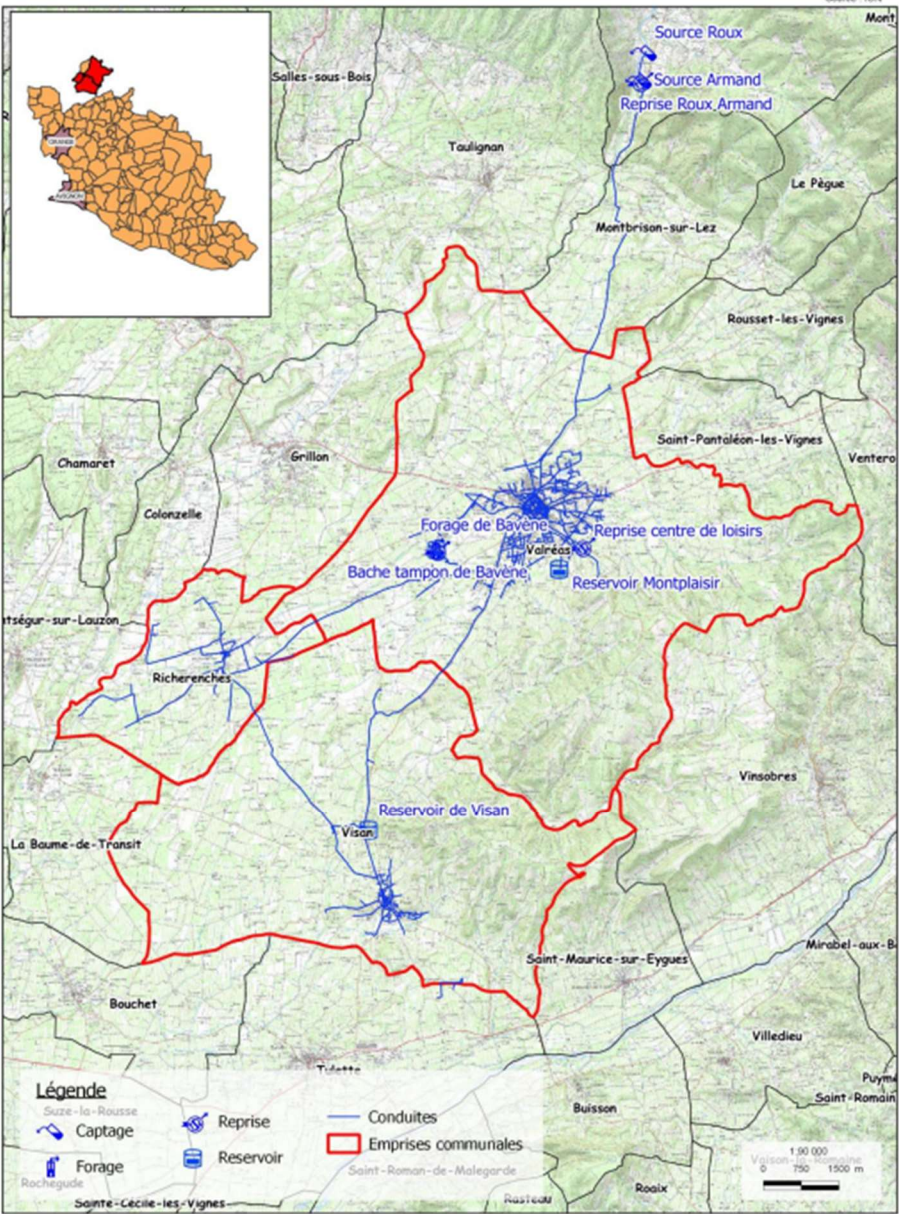 Mont
Source Roux
Salles-sous-Bois
Source Armand
Reprise Roux Armand
ORANGE
Taulignan
Le Pègue
AVIGNON
Montbrison-sur-Lez
Rousset-les-Vignes
Saint-Pantaléon-les-Vignes
Grillon
Chamaret
Ventero
Colonzelle
Forage de Bavène
Reprise centre de loisirs
Valréas
Bache tampon de Bavène
Reservoir Montplaisir
ntségur-sur-Lauzon
Richerenches
Vinsobres
Reservoir de Visan
Visan
La Baume-de-Transit
Mirabel-aux-B
Saint-Maurice-sur-Eygues
Bouchet
Villedieu
Tulette
Puymé
Saint-Romain
Buisson
Légende
Suze-la-Rousse
Captage
Reprise
Conduites
Forage
Reservoir
Emprises communales
Rochegude
Saint-Roman-de-Malegarde
1:90 000
Vaison-la-Romaine
0 750 1500 m
Roaix
Rasteau
Sainte-Cécile-les-Vignes